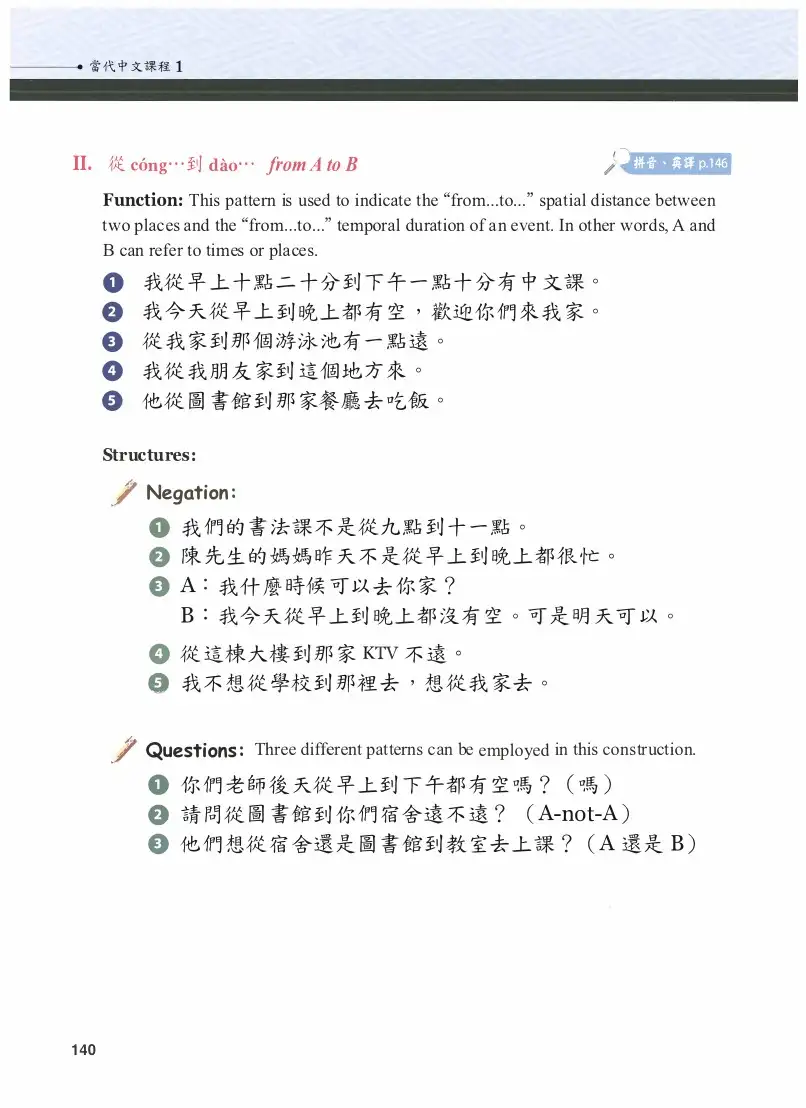 當代中文課程 1
II. 從 cóng…到 dào… from A to B
拼音、英譯 p.146
Function: This pattern is used to indicate the “from...to...” spatial distance between
two places and the “from...to...” temporal duration of an event. In other words, A and
B can refer to times or places.
1 我從早上十點二十分到下午一點十分有中文課。
2 我今天從早上到晚上都有空，歡迎你們來我家。
3 從我家到那個游泳池有一點遠。
4 我從我朋友家到這個地方來。
5 他從圖書館到那家餐廳去吃飯。
Structures:
Negation:
1 我們的書法課不是從九點到十一點。
2 陳先生的媽媽昨天不是從早上到晚上都很忙。
3 A：我什麼時候可以去你家？
B：我今天從早上到晚上都沒有空。可是明天可以。
4 從這棟大樓到那家 KTV 不遠。
5 我不想從學校到那裡去，想從我家去。
Questions: Three different patterns can be employed in this construction.
1 你們老師後天從早上到下午都有空嗎？（嗎）
2 請問從圖書館到你們宿舍遠不遠？（A-not-A）
3 他們想從宿舍還是圖書館到教室去上課？（A 還是 B）
140